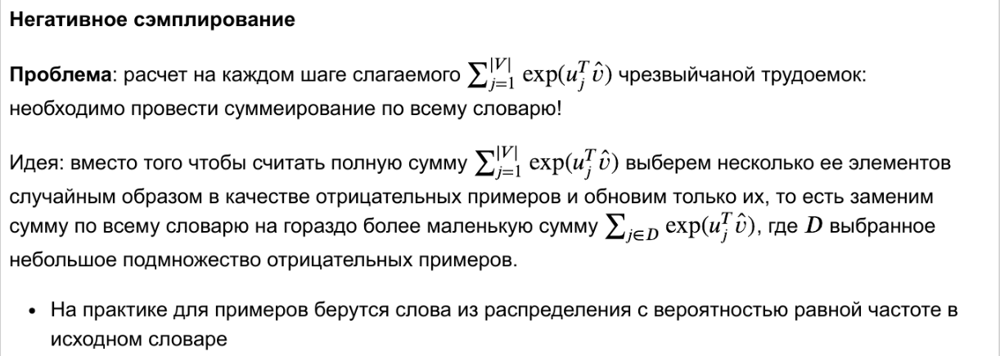 Негативное сэмплирование
Проблема: расчет на каждом шаге слагаемого $\sum_{j=1}^{|V|} \exp(u_j^T \hat{v})$ чрезвыйчаной трудоемок:
необходимо провести суммеирование по всему словарю!
Идея: вместо того чтобы считать полную сумму $\sum_{j=1}^{|V|} \exp(u_j^T \hat{v})$ выберем несколько ее элементов
случайным образом в качестве отрицательных примеров и обновим только их, то есть заменим
сумму по всему словарю на гораздо более маленькую сумму $\sum_{j \in D} \exp(u_j^T \hat{v})$, где $D$ выбранное
небольшое подмножество отрицательных примеров.
• На практике для примеров берутся слова из распределения с вероятностью равной частоте в
исходном словаре